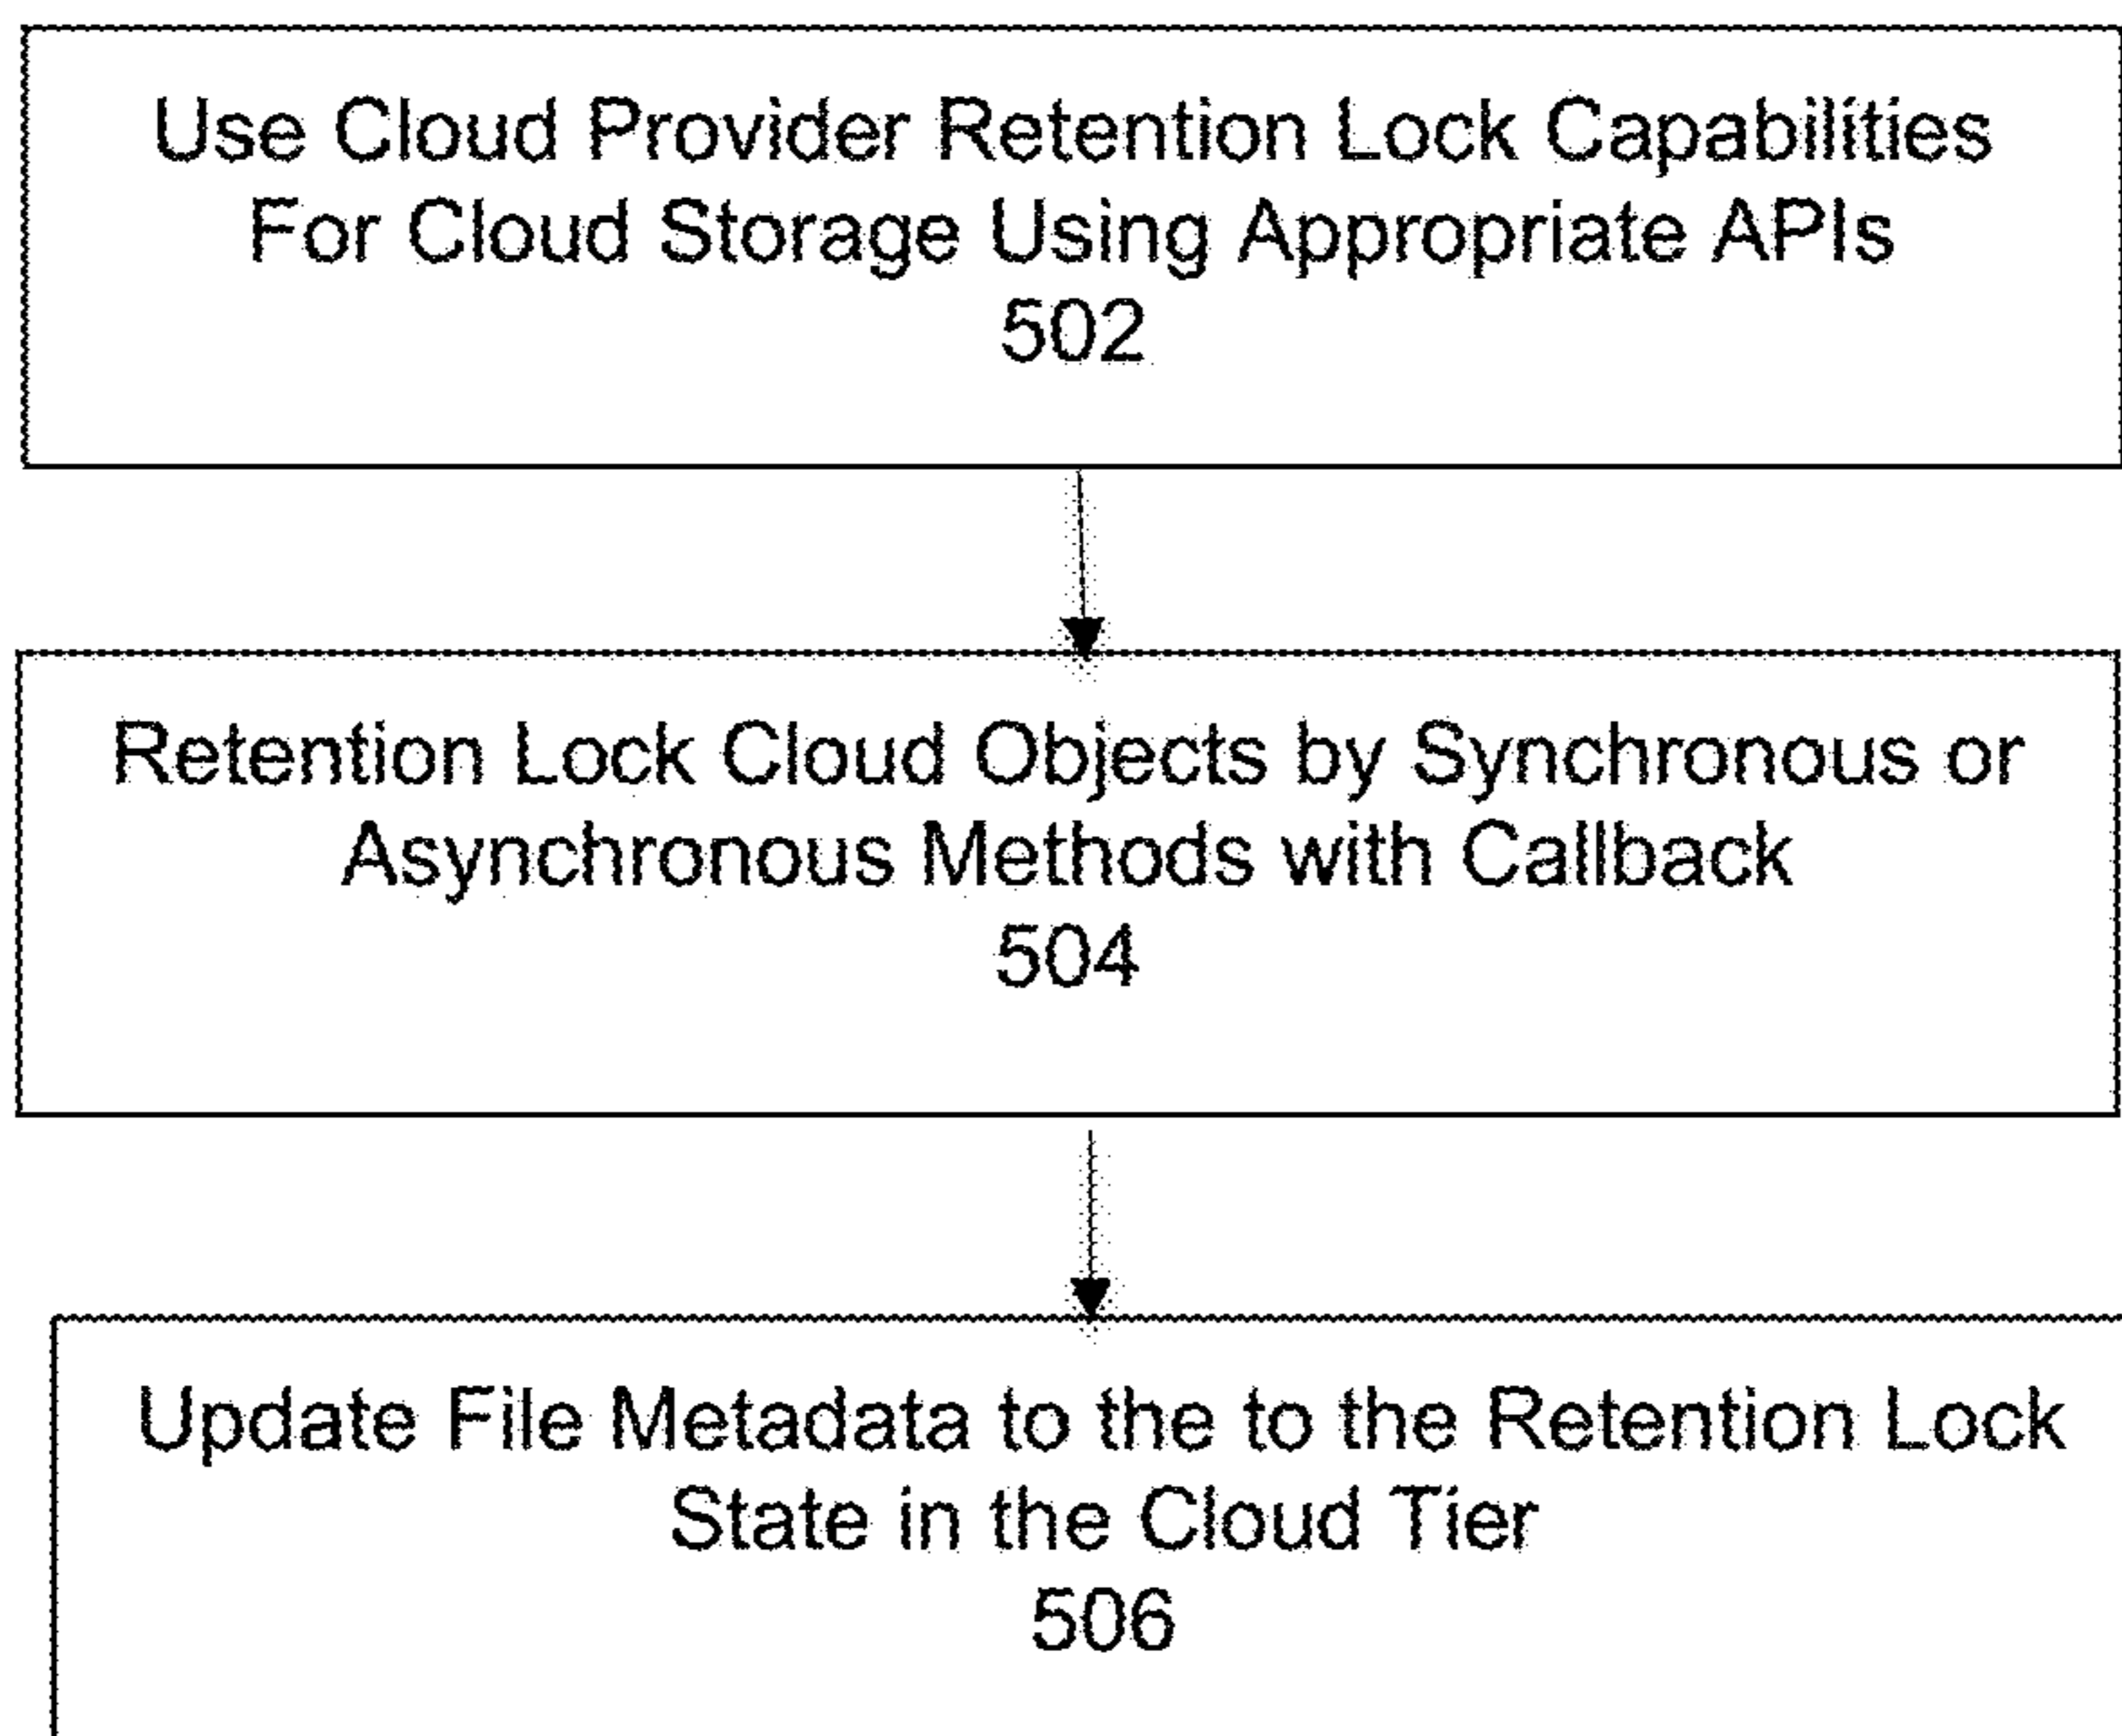 Use Cloud Provider Retention Lock Capabilities
For Cloud Storage Using Appropriate APIs
502
Retention Lock Cloud Objects by Synchronous or
Asynchronous Methods with Callback
504
Update File Metadata to the to the Retention Lock
State in the Cloud Tier
506